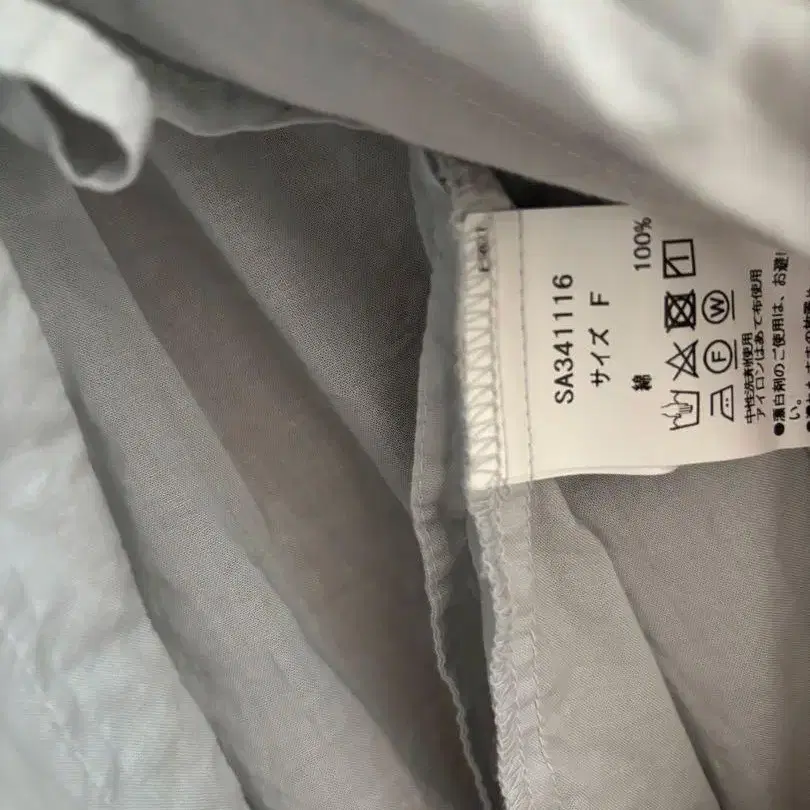 SA341116
サイズ F
綿 100%
F W
中性洗剤使用
アイロンはあて布使用
●漂白剤のご使用は、お避け
い。